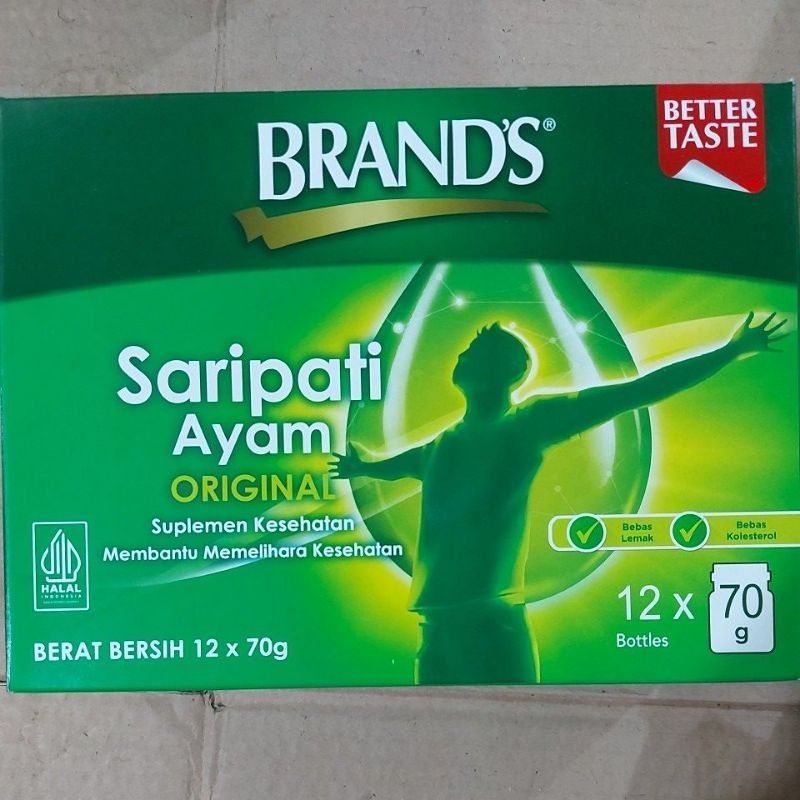 BRAND'S®
BETTER
TASTE
Saripati
Ayam
ORIGINAL
Suplemen Kesehatan
Membantu Memelihara Kesehatan
Bebas
Lemak
Bebas
Kolesterol
HALAL
INDONESIA
12 x 70g
Bottles
BERAT BERSIH 12 x 70g